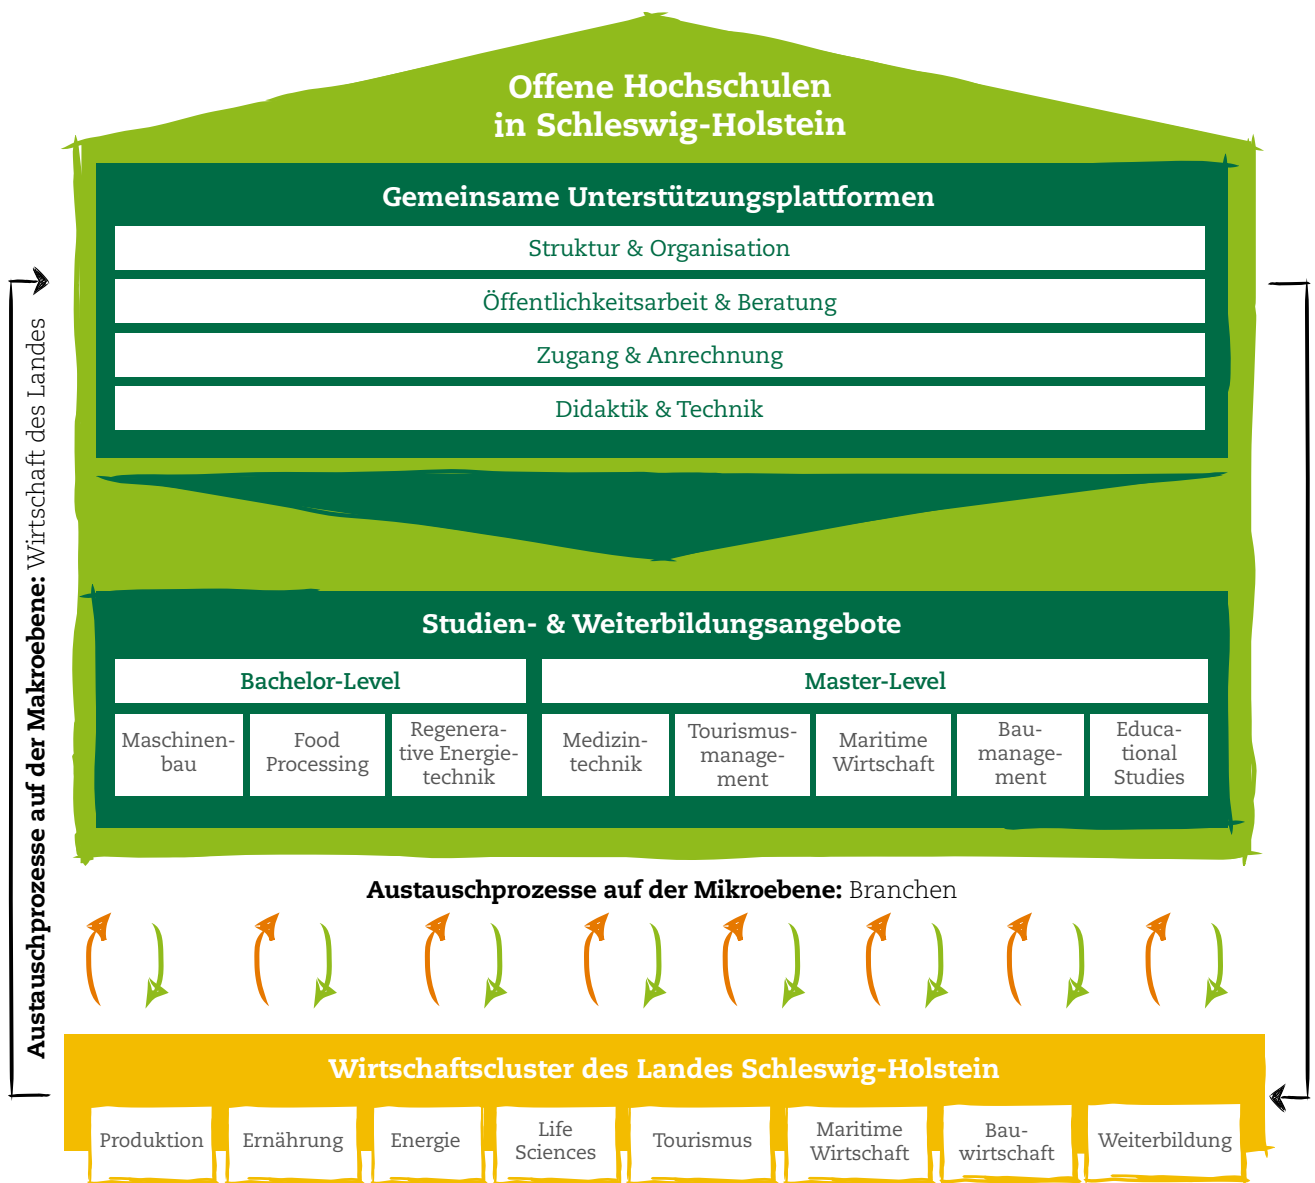 Offene Hochschulen
in Schleswig-Holstein
Gemeinsame Unterstützungsplattformen
Struktur & Organisation
Öffentlichkeitsarbeit & Beratung
Zugang & Anrechnung
Didaktik & Technik
Austauschprozesse auf der Makroebene: Wirtschaft des Landes
Studien- & Weiterbildungsangebote
Bachelor-Level
Maschinen-
bau
Food
Processing
Regenera-
tive Energie-
technik
Master-Level
Medizin-
technik
Tourismus-
manage-
ment
Maritime
Wirtschaft
Bau-
manage-
ment
Educa-
tional
Studies
Austauschprozesse auf der Mikroebene: Branchen
Wirtschaftscluster des Landes Schleswig-Holstein
Produktion
Ernährung
Energie
Life
Sciences
Tourismus
Maritime
Wirtschaft
Bau-
wirtschaft
Weiterbildung